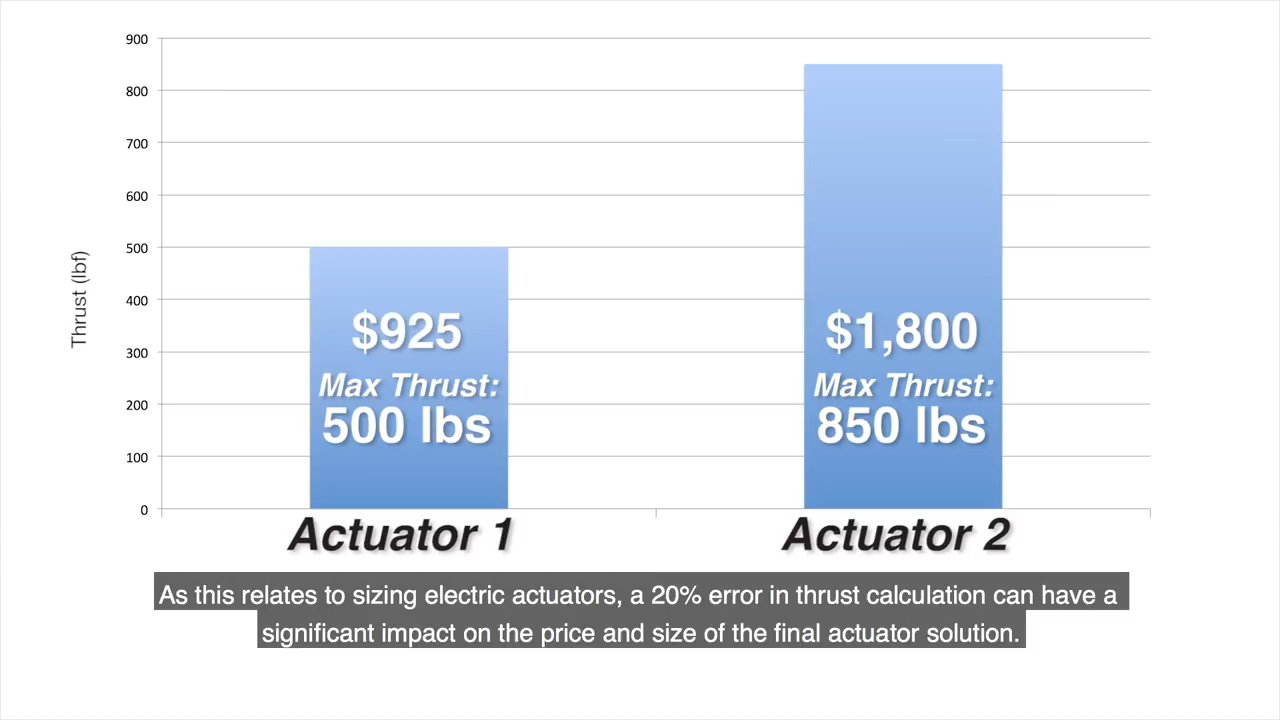 900
800
700
600
500
400
300
200
100
0
Thrust (lbf)
$925
Max Thrust:
500 lbs
$1,800
Max Thrust:
850 lbs
Actuator 1
Actuator 2
As this relates to sizing electric actuators, a 20% error in thrust calculation can have a
significant impact on the price and size of the final actuator solution.